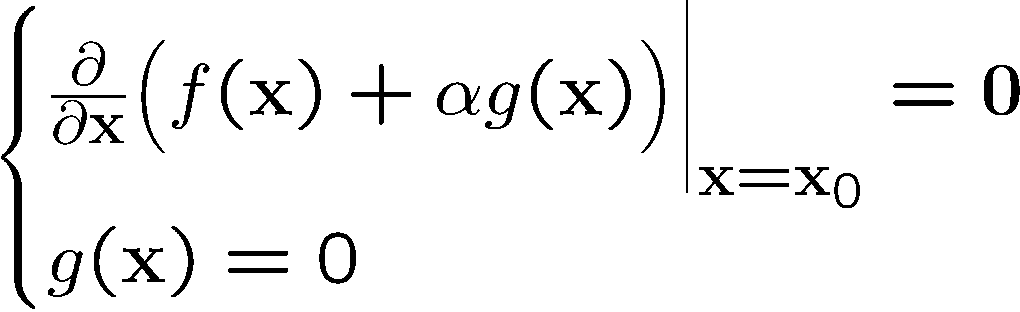 ∂/∂𝐱 ( f(𝐱) + αg(𝐱) ) |_{𝐱=𝐱₀} = 𝟎
g(𝐱) = 0